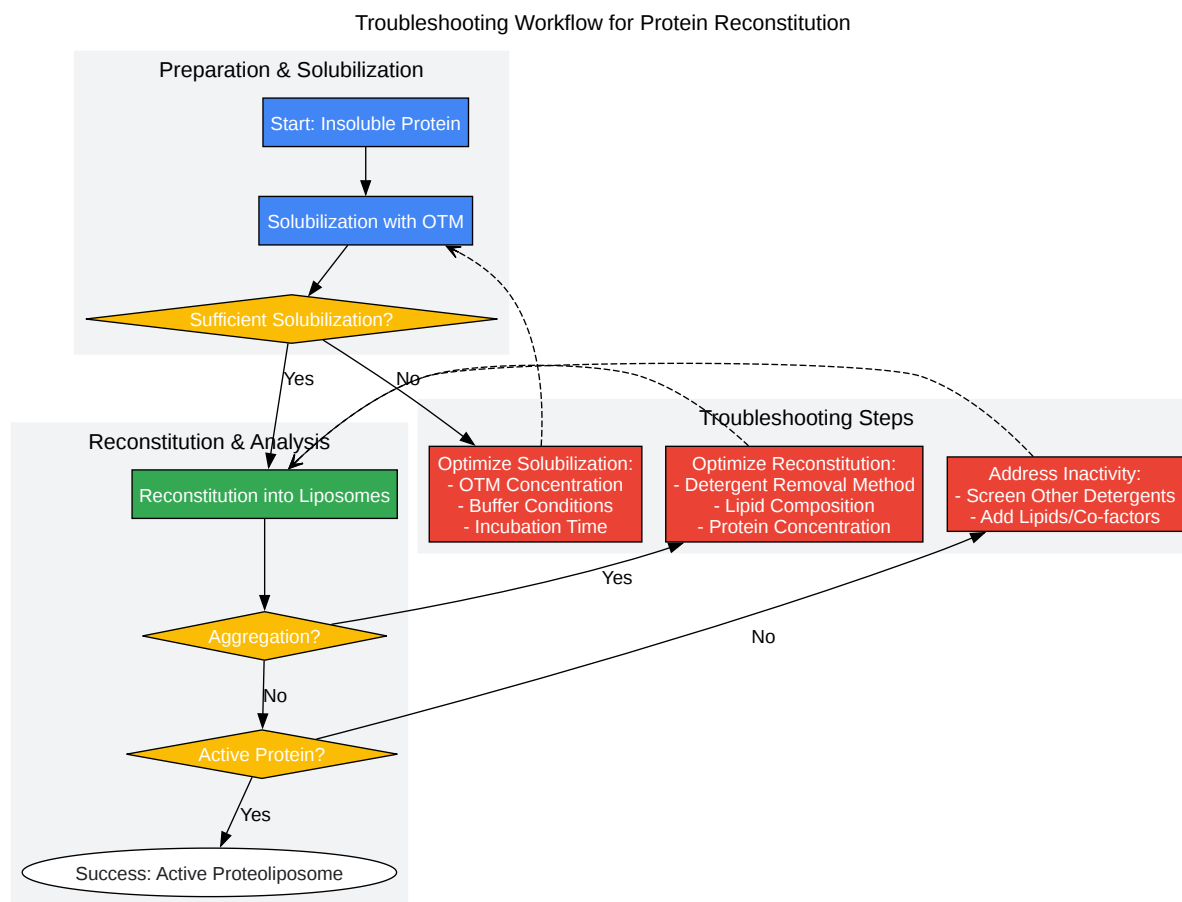 Troubleshooting Workflow for Protein Reconstitution
Preparation & Solubilization
Start: Insoluble Protein
Solubilization with OTM
Sufficient Solubilization?
Yes
No
Troubleshooting Steps
Optimize Solubilization:
- OTM Concentration
- Buffer Conditions
- Incubation Time
Optimize Reconstitution:
- Detergent Removal Method
- Lipid Composition
- Protein Concentration
Address Inactivity:
- Screen Other Detergents
- Add Lipids/Co-factors
Reconstitution & Analysis
Reconstitution into Liposomes
Yes
Aggregation?
No
No
Active Protein?
Yes
Success: Active Proteoliposome